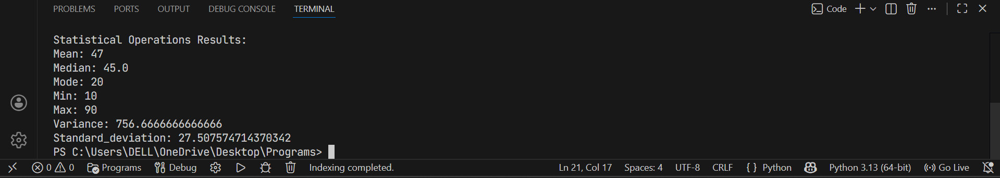 PROBLEMS PORTS OUTPUT DEBUG CONSOLE TERMINAL Code
Statistical Operations Results:
Mean: 47
Median: 45.0
Mode: 20
Min: 10
Max: 90
Variance: 756.6666666666666
Standard_deviation: 27.507574714370342
PS C:\Users\DELL\OneDrive\Desktop\Programs>
0 0 Programs Debug Indexing completed. Ln 21, Col 17 Spaces: 4 UTF-8 CRLF { } Python Python 3.13 (64-bit) Go Live